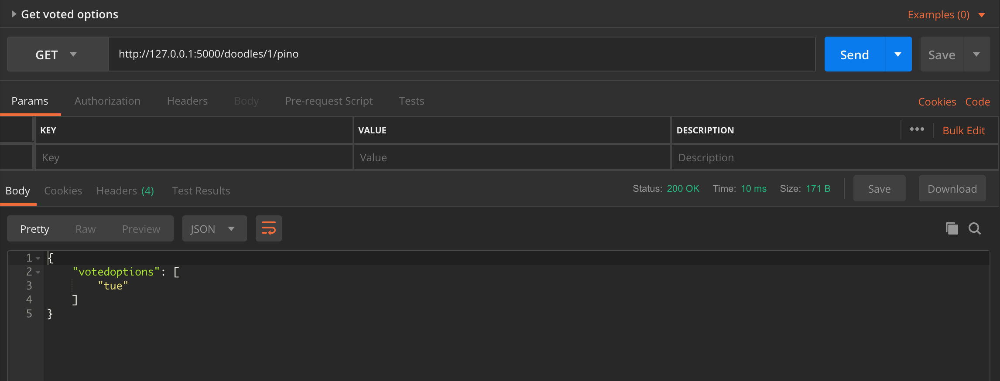 Get voted options
Examples (0)
GET
http://127.0.0.1:5000/doodles/1/pino
Send
Save
Params Authorization Headers Body Pre-request Script Tests
Cookies Code
KEY VALUE DESCRIPTION
••• Bulk Edit
Key Value Description
Body Cookies Headers (4) Test Results
Status: 200 OK Time: 10 ms Size: 171 B
Save Download
Pretty Raw Preview JSON
1 {
2 "votedoptions": [
3 "tue"
4 ]
5 }